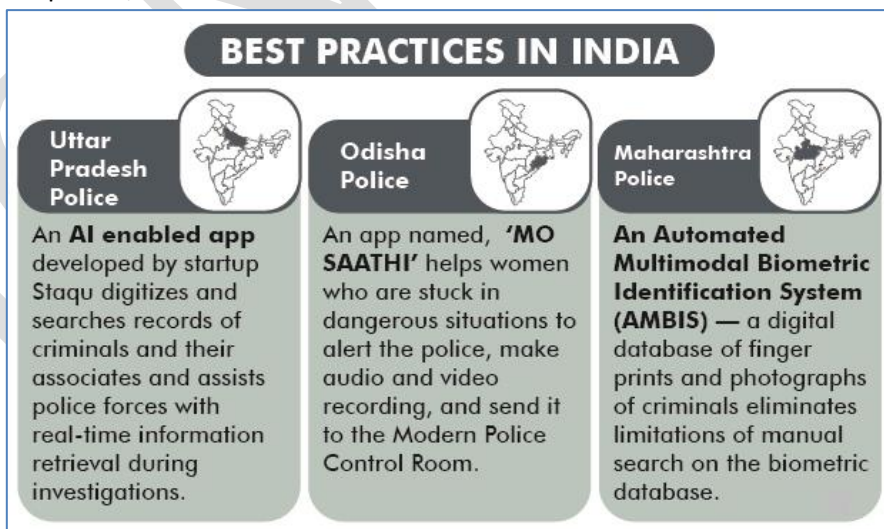 BEST PRACTICES IN INDIA
Uttar
Pradesh
Police
An AI enabled app
developed by startup
Staqu digitizes and
searches records of
criminals and their
associates and assists
police forces with
real-time information
retrieval during
investigations.
Odisha
Police
An app named, ‘MO
SAATHI’ helps women
who are stuck in
dangerous situations to
alert the police, make
audio and video
recording, and send it
to the Modern Police
Control Room.
Maharashtra
Police
An Automated
Multimodal Biometric
Identification System
(AMBIS) — a digital
database of finger
prints and photographs
of criminals eliminates
limitations of manual
search on the biometric
database.